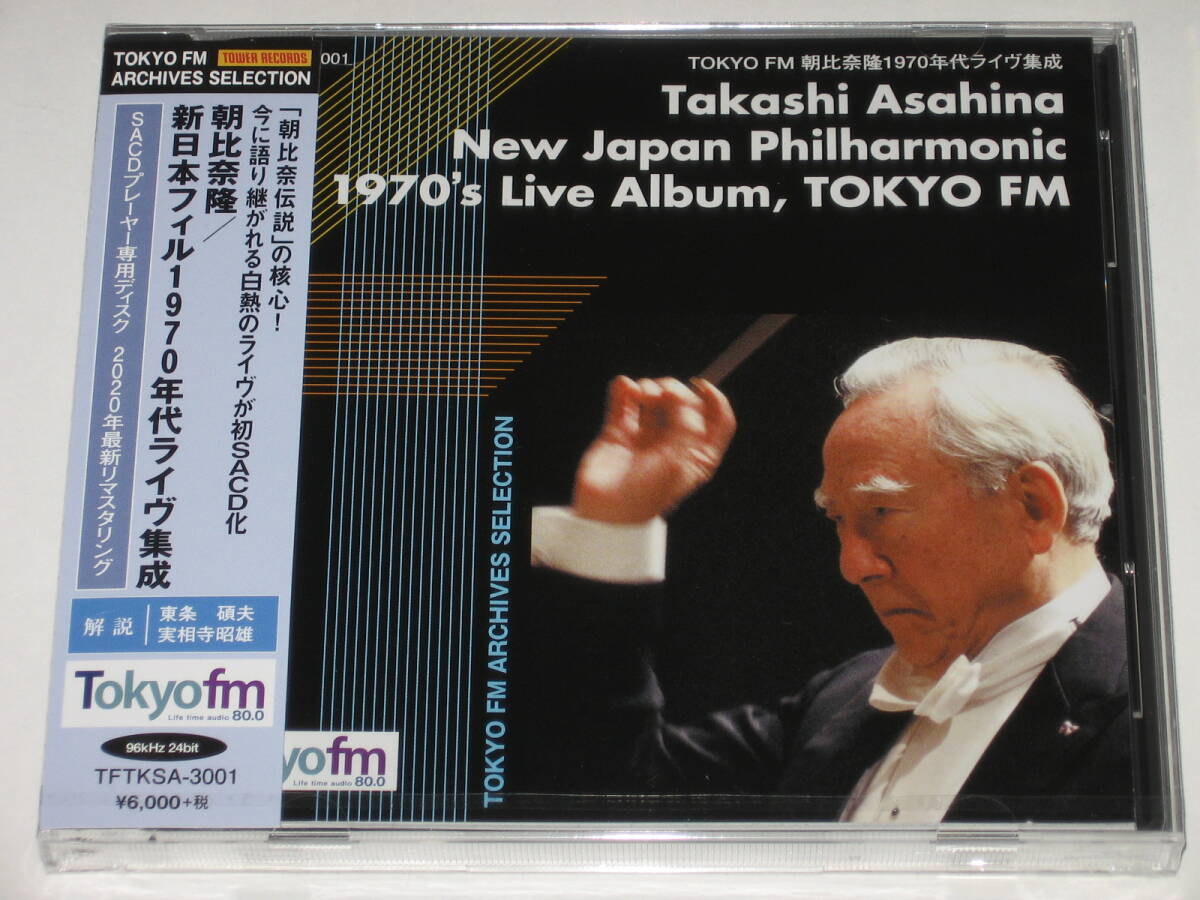 TOKYO FM TOWER RECORDS
ARCHIVES SELECTION
「朝比奈伝説」の核心！
今に語り継がれる白熱のライヴが初SACD化
朝比奈隆／
新日本フィル1970年代ライヴ集成
SACDプレーヤー専用ディスク 2020年最新リマスタリング
解説
東条 碩夫
実相寺昭雄
Tokyofm
Life time audio 80.0
96kHz 24bit
TFTKSA-3001
¥6,000+税
001
TOKYO FM 朝比奈隆1970年代ライヴ集成
Takashi Asahina
New Japan Philharmonic
1970's Live Album, TOKYO FM
TOKYO FM ARCHIVES SELECTION
yofm
Life time audio 80.0